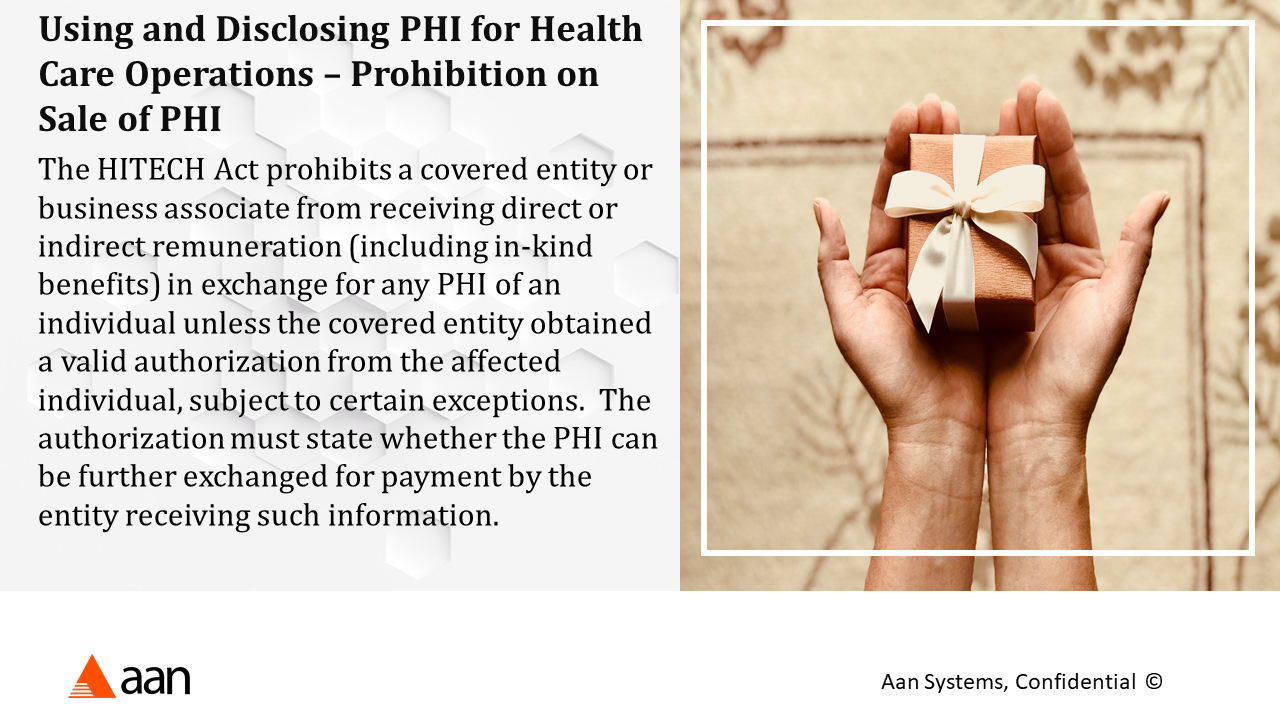 Using and Disclosing PHI for Health
Care Operations – Prohibition on
Sale of PHI
The HITECH Act prohibits a covered entity or
business associate from receiving direct or
indirect remuneration (including in-kind
benefits) in exchange for any PHI of an
individual unless the covered entity obtained
a valid authorization from the affected
individual, subject to certain exceptions.  The
authorization must state whether the PHI can
be further exchanged for payment by the
entity receiving such information.
aan
Aan Systems, Confidential ©